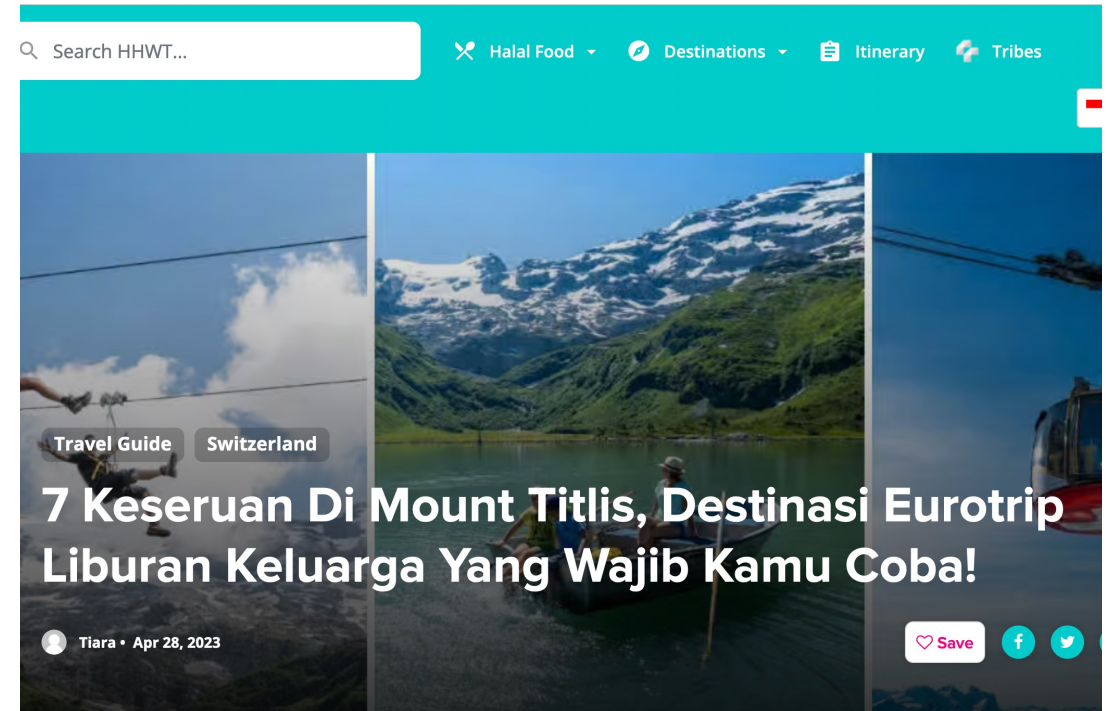 Search HHWT...
Halal Food
Destinations
Itinerary
Tribes
Travel Guide
Switzerland
7 Keseruan Di Mount Titlis, Destinasi Eurotrip
Liburan Keluarga Yang Wajib Kamu Coba!
Tiara • Apr 28, 2023
Save